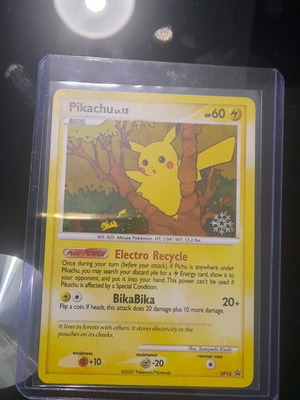 Pikachu LV.15
HP 60
BASIC
NO. 025 Mouse Pokémon HT: 1'04" WT: 13.2 lbs.
POKÉ-POWER Electro Recycle
Once during your turn (before your attack), if Pichu is anywhere under
Pikachu, you may search your discard pile for a Energy card, show it to
your opponent, and put it into your hand. This power can't be used if
Pikachu is affected by a Special Condition.
BikaBika 20+
Flip a coin. If heads, this attack does 20 damage plus 10 more damage.
It lives in forests with others. It stores electricity in the
pouches on its cheeks.
Illus. Sumiyoshi Kizuki
weakness
+10
resistance
-20
retreat cost
©2007 Pokémon/Nintendo
DP16